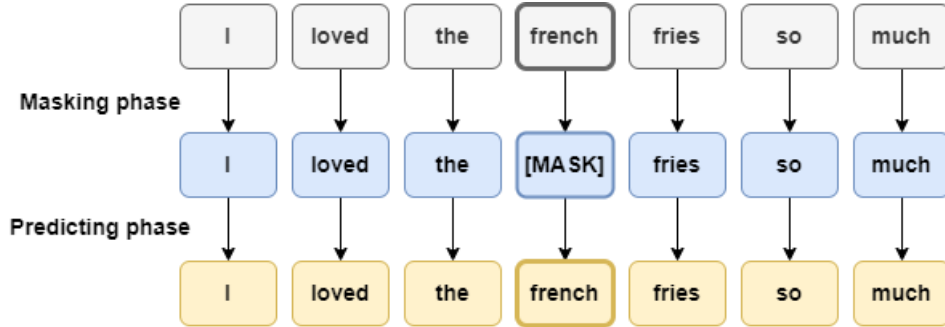 I loved the french fries so much
Masking phase
I loved the [MASK] fries so much
Predicting phase
I loved the french fries so much